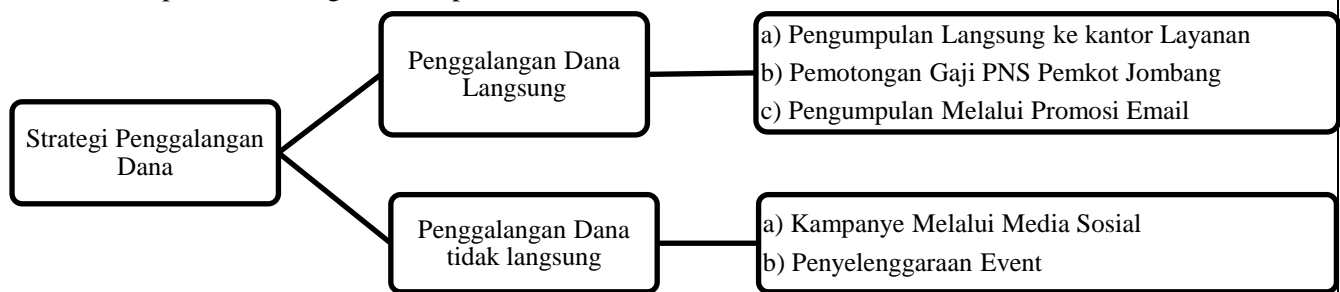 Strategi Penggalangan
Dana
Penggalangan Dana
Langsung
a) Pengumpulan Langsung ke kantor Layanan
b) Pemotongan Gaji PNS Pemkot Jombang
c) Pengumpulan Melalui Promosi Email
Penggalangan Dana
tidak langsung
a) Kampanye Melalui Media Sosial
b) Penyelenggaraan Event